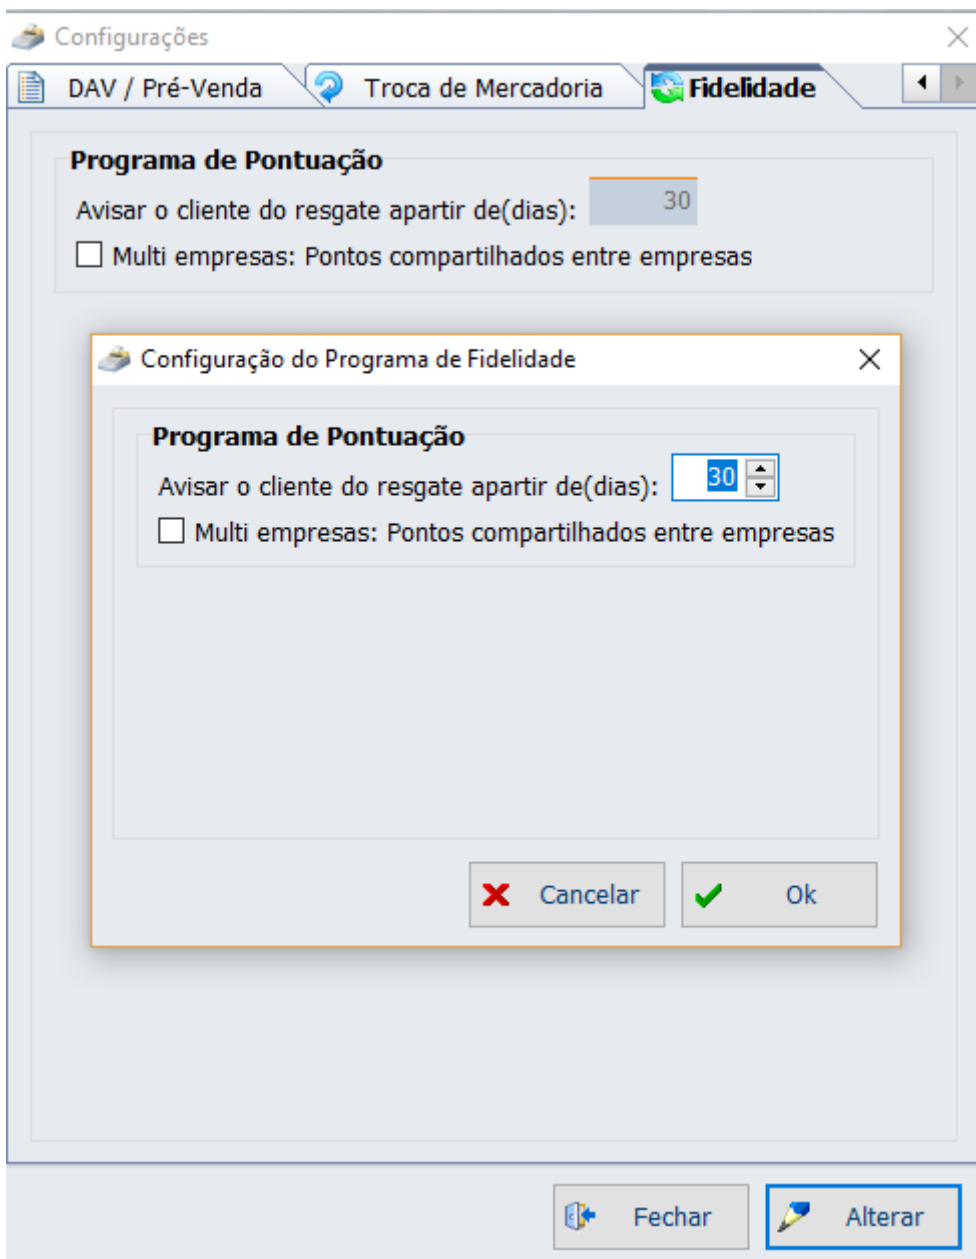 Configurações
DAV / Pré-Venda
Troca de Mercadoria
Fidelidade
Programa de Pontuação
Avisar o cliente do resgate apartir de(dias): 30
Multi empresas: Pontos compartilhados entre empresas
Configuração do Programa de Fidelidade
Programa de Pontuação
Avisar o cliente do resgate apartir de(dias): 30
Multi empresas: Pontos compartilhados entre empresas
Cancelar
Ok
Fechar
Alterar